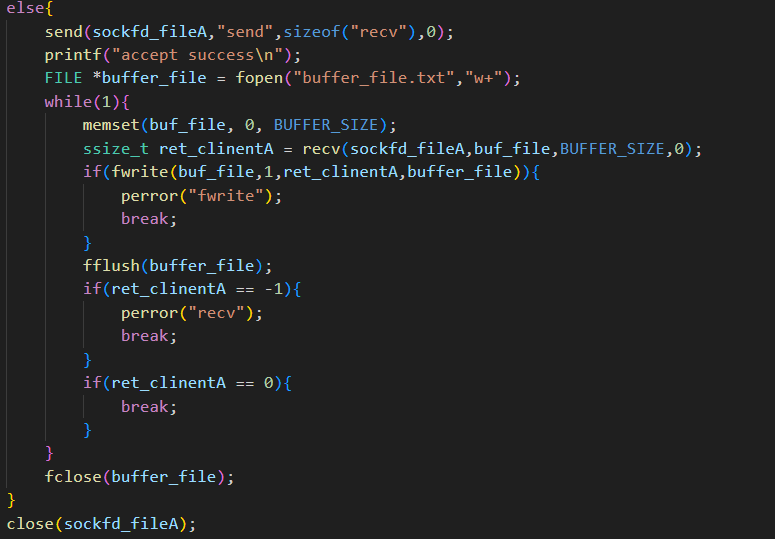 else{
send(sockfd_fileA,"send",sizeof("recv"),0);
printf("accept success\n");
FILE *buffer_file = fopen("buffer_file.txt","w+");
while(1){
memset(buf_file, 0, BUFFER_SIZE);
ssize_t ret_clinentA = recv(sockfd_fileA,buf_file,BUFFER_SIZE,0);
if(fwrite(buf_file,1,ret_clinentA,buffer_file)){
perror("fwrite");
break;
}
fflush(buffer_file);
if(ret_clinentA == -1){
perror("recv");
break;
}
if(ret_clinentA == 0){
break;
}
}
fclose(buffer_file);
}
close(sockfd_fileA);